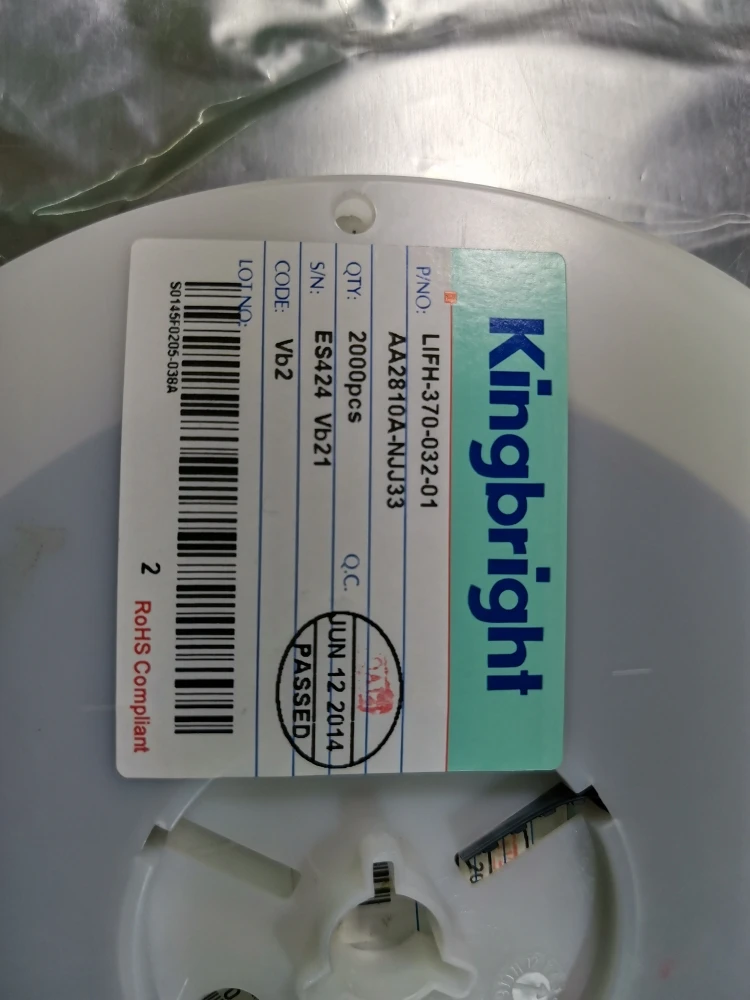 Kingbright
P/NO: LIFH-370-032-01
AA2810A-NJJ33
QTY: 2000pcs
Q.C.
S/N: ES424 Vb21
CODE: Vb2
LOT NO:
S0145F0205-038A
JUN 12 2014
PASSED
2 RoHS Compliant
26